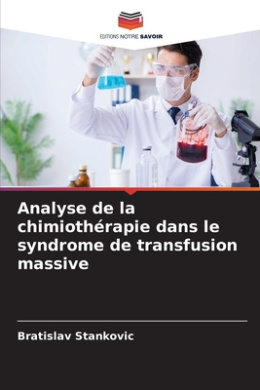 EDITIONS NOTRE SAVOIR
Analyse de la
chimiothérapie dans le
syndrome de transfusion
massive
Bratislav Stankovic